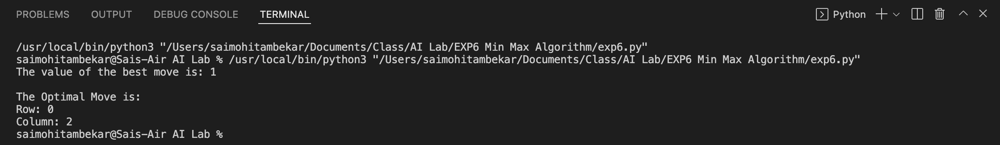 PROBLEMS OUTPUT DEBUG CONSOLE TERMINAL Python
/usr/local/bin/python3 "/Users/saimohitambekar/Documents/Class/AI Lab/EXP6 Min Max Algorithm/exp6.py"
saimohitambekar@Sais-Air AI Lab % /usr/local/bin/python3 "/Users/saimohitambekar/Documents/Class/AI Lab/EXP6 Min Max Algorithm/exp6.py"
The value of the best move is: 1
The Optimal Move is:
Row: 0
Column: 2
saimohitambekar@Sais-Air AI Lab %